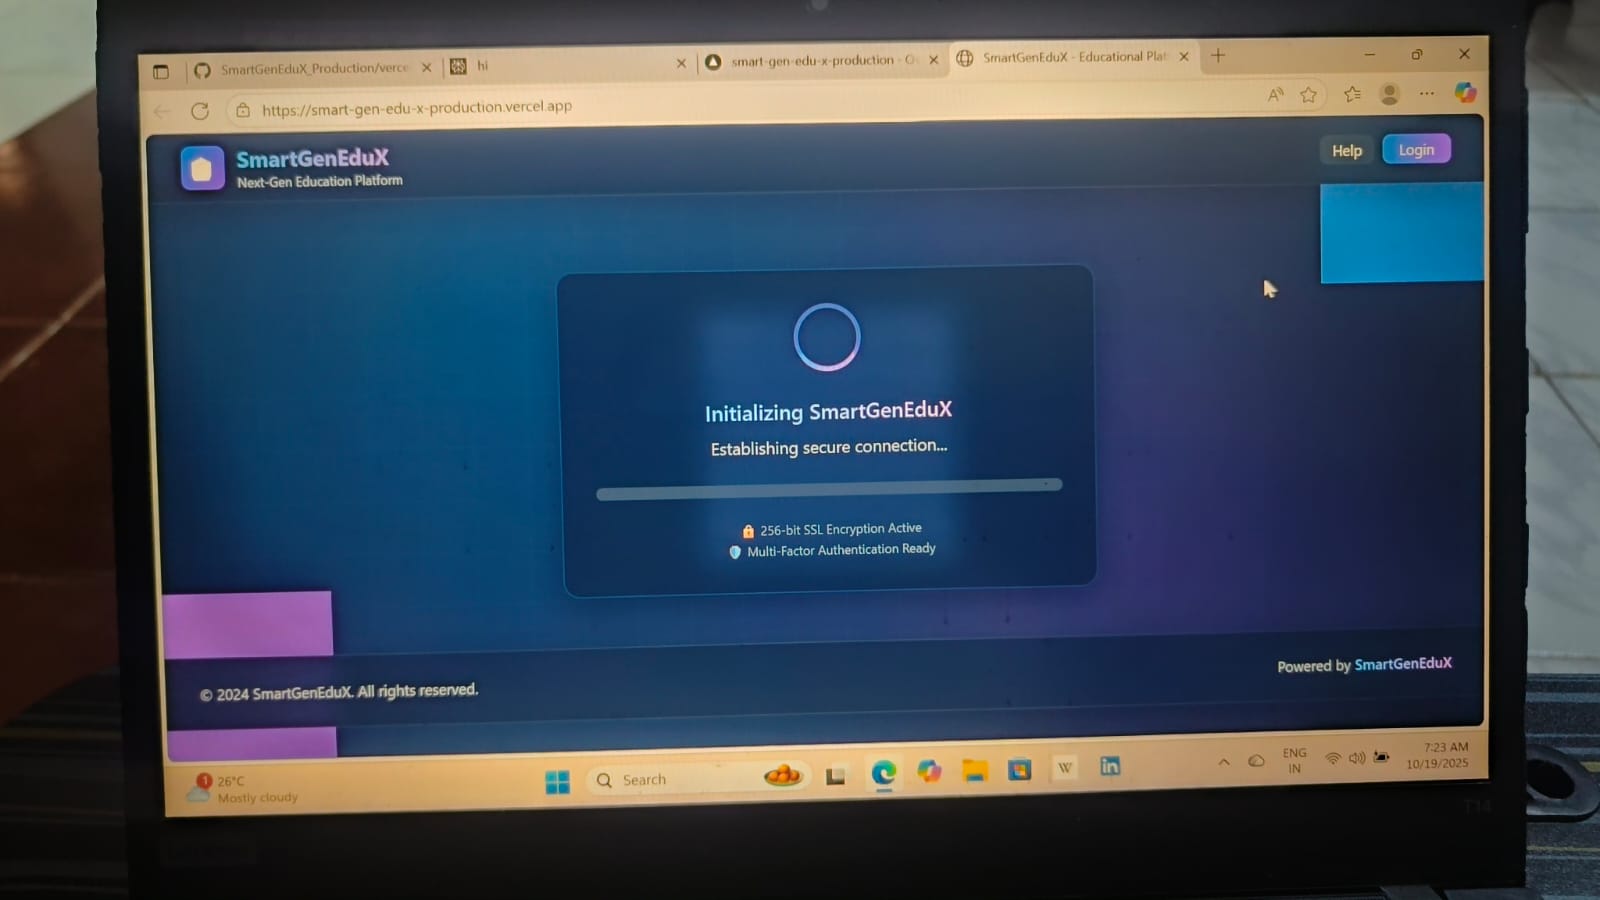 SmartGenEduX_Production/verce
hi
smart-gen-edu-x-production - O
SmartGenEduX - Educational Plat
https://smart-gen-edu-x-production.vercel.app
SmartGenEduX
Next-Gen Education Platform
Help
Login
Initializing SmartGenEduX
Establishing secure connection...
256-bit SSL Encryption Active
Multi-Factor Authentication Ready
© 2024 SmartGenEduX. All rights reserved.
Powered by SmartGenEduX
1
26°C
Mostly cloudy
Search
W
in
ENG
IN
7:23 AM
10/19/2025
T14